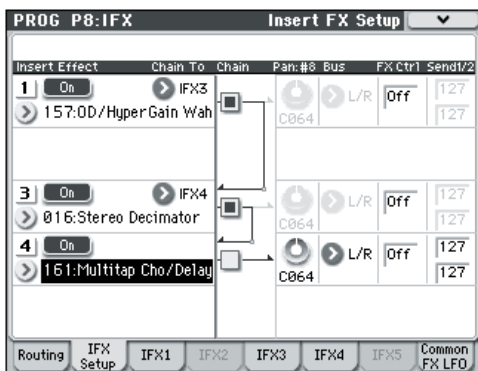 PROG P8:IFX Insert FX Setup
Insert Effect Chain To Chain Pan:#8 Bus FX Ctrl Send1/2
1 On IFX3 C064 L/R Off 127
157:OD/HyperGain Wah 127
3 On IFX4 C064 L/R Off 127
016:Stereo Decimator 127
4 On C064 L/R Off 127
161:Multitap Cho/Delay 127
Routing IFX Setup IFX1 IFX2 IFX3 IFX4 IFX5 Common FX LFO